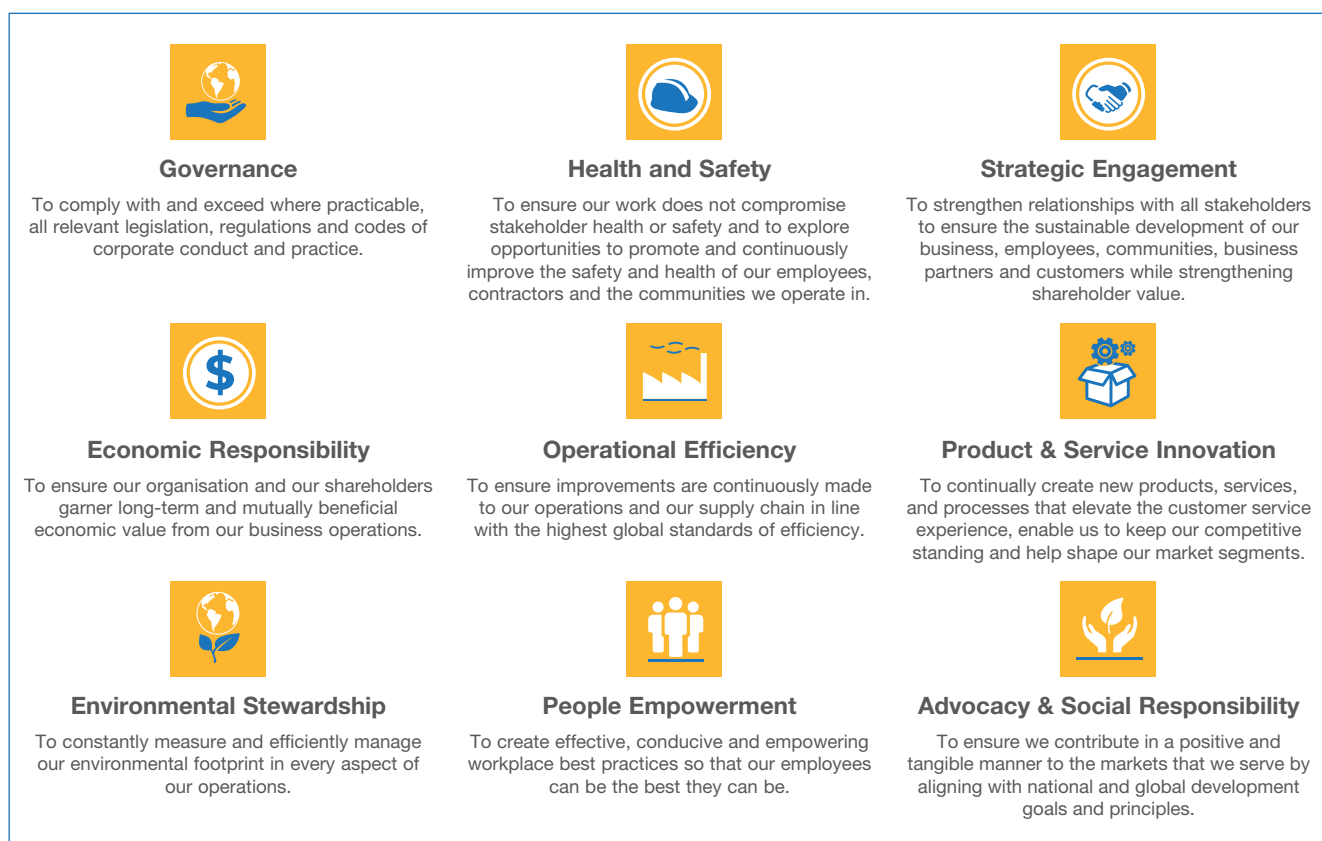 Governance
To comply with and exceed where practicable,
all relevant legislation, regulations and codes of
corporate conduct and practice.
Health and Safety
To ensure our work does not compromise
stakeholder health or safety and to explore
opportunities to promote and continuously
improve the safety and health of our employees,
contractors and the communities we operate in.
Strategic Engagement
To strengthen relationships with all stakeholders
to ensure the sustainable development of our
business, employees, communities, business
partners and customers while strengthening
shareholder value.
$
Economic Responsibility
To ensure our organisation and our shareholders
garner long-term and mutually beneficial
economic value from our business operations.
Operational Efficiency
To ensure improvements are continuously made
to our operations and our supply chain in line
with the highest global standards of efficiency.
Product & Service Innovation
To continually create new products, services,
and processes that elevate the customer service
experience, enable us to keep our competitive
standing and help shape our market segments.
Environmental Stewardship
To constantly measure and efficiently manage
our environmental footprint in every aspect of
our operations.
People Empowerment
To create effective, conducive and empowering
workplace best practices so that our employees
can be the best they can be.
Advocacy & Social Responsibility
To ensure we contribute in a positive and
tangible manner to the markets that we serve by
aligning with national and global development
goals and principles.